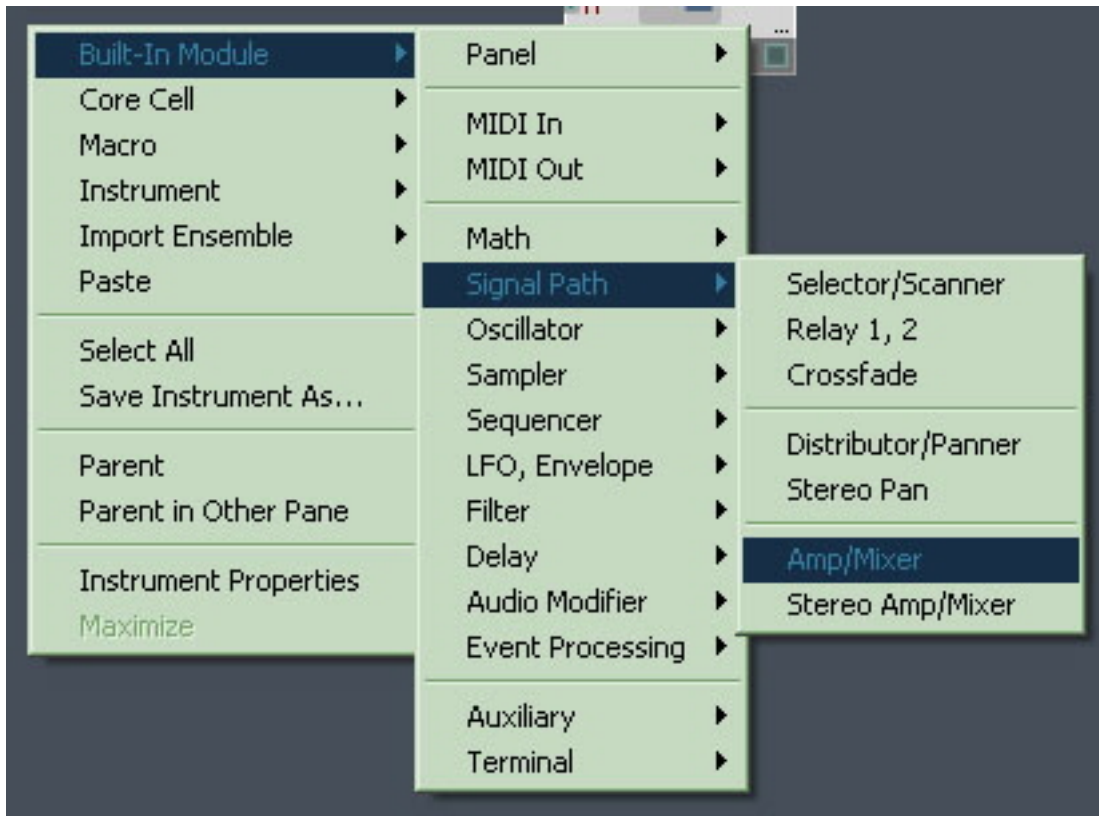 Built-In Module
Core Cell
Macro
Instrument
Import Ensemble
Paste
Select All
Save Instrument As...
Parent
Parent in Other Pane
Instrument Properties
Maximize
Panel
MIDI In
MIDI Out
Math
Signal Path
Oscillator
Sampler
Sequencer
LFO, Envelope
Filter
Delay
Audio Modifier
Event Processing
Auxiliary
Terminal
Selector/Scanner
Relay 1, 2
Crossfade
Distributor/Panner
Stereo Pan
Amp/Mixer
Stereo Amp/Mixer
...